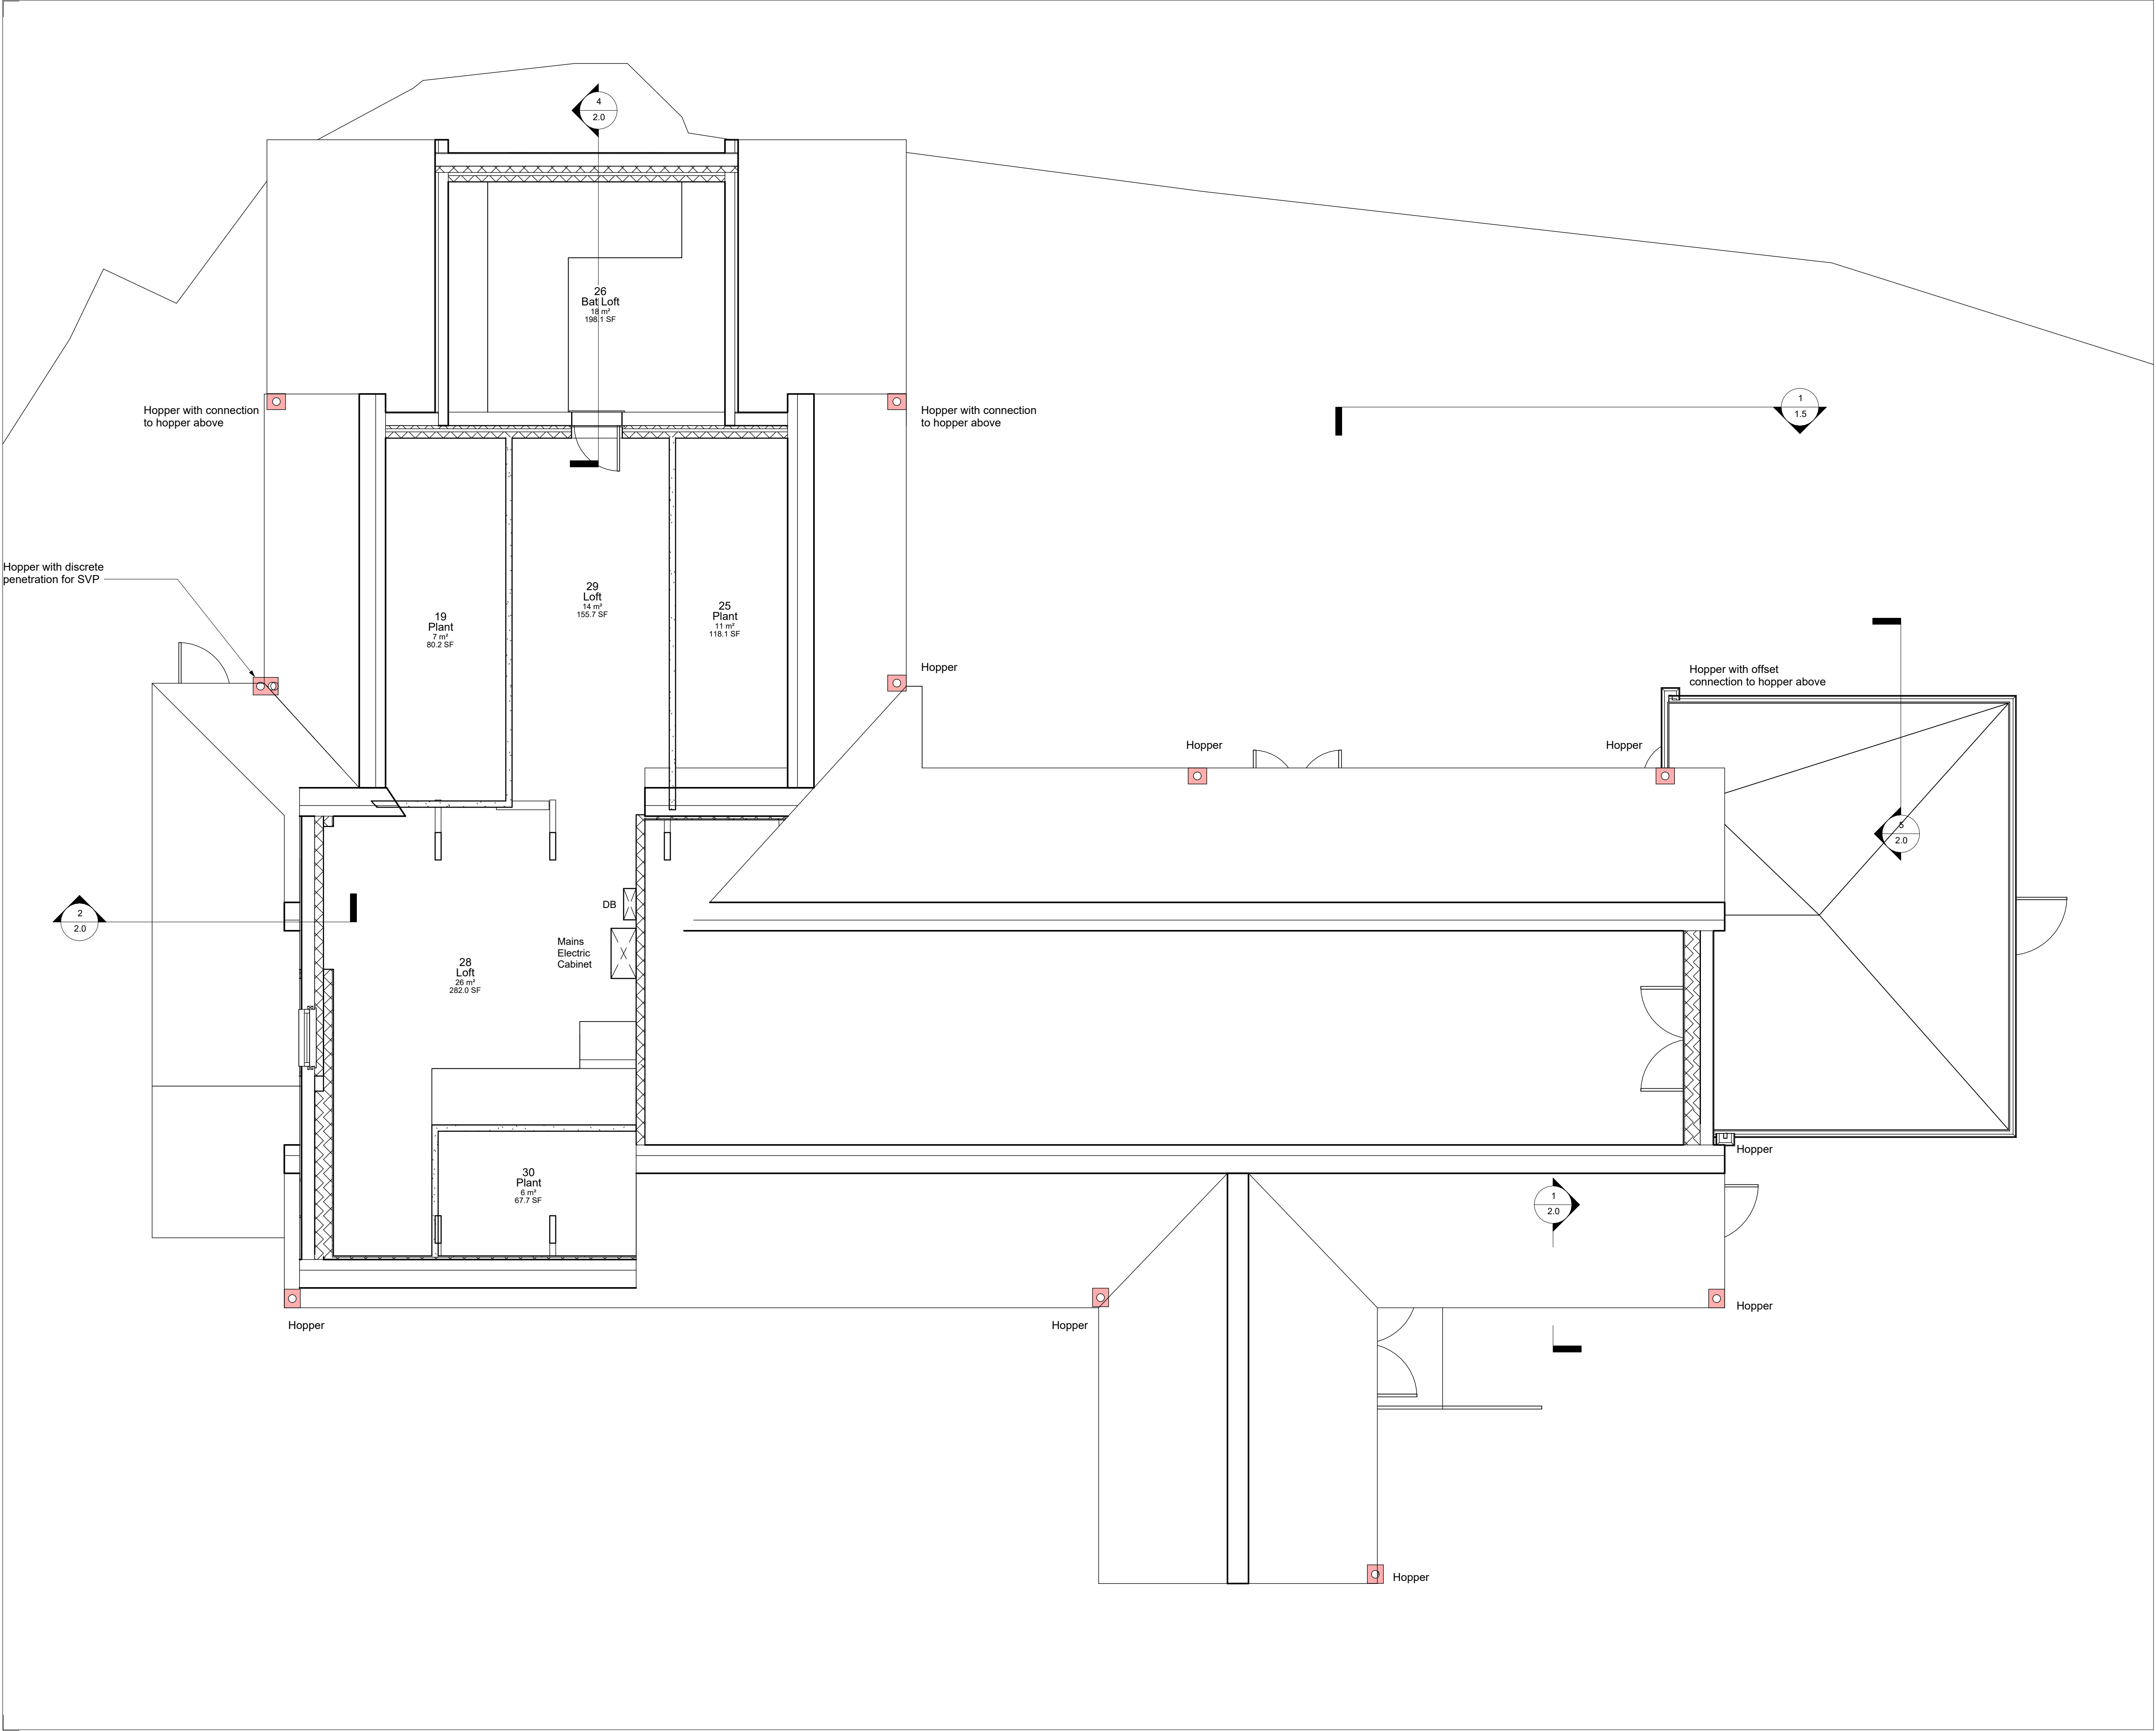 4
2.0
26
Bat Loft
18 m²
198.1 SF
Hopper with connection
to hopper above
Hopper with connection
to hopper above
1
1.5
Hopper with discrete
penetration for SVP
29
Loft
14 m²
155.7 SF
25
Plant
11 m²
118.1 SF
19
Plant
7 m²
80.2 SF
Hopper
Hopper with offset
connection to hopper above
Hopper
Hopper
5
2.0
DB
2
2.0
Mains
Electric
Cabinet
28
Loft
26 m²
282.0 SF
Hopper
30
Plant
6 m²
67.7 SF
1
2.0
Hopper
Hopper
Hopper
Hopper